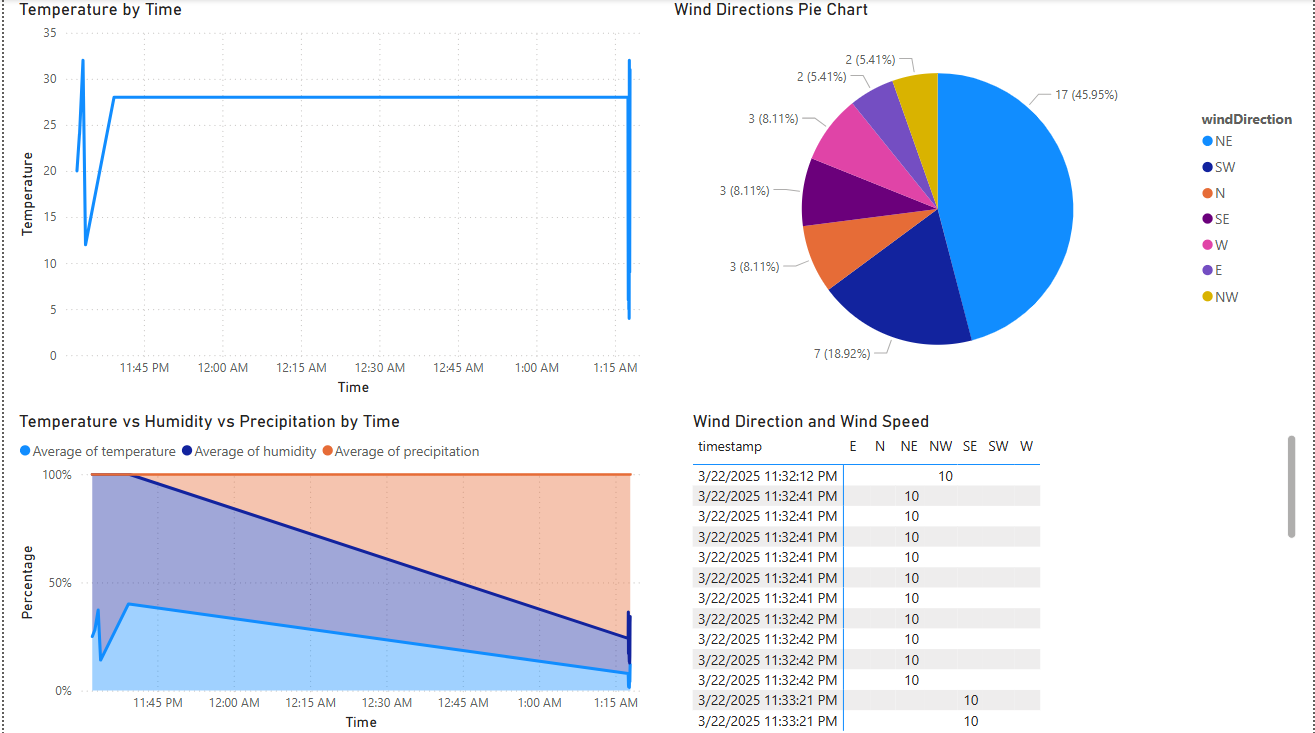 Temperature by Time
35
30
25
20
15
10
5
0
Temperature
11:45 PM 12:00 AM 12:15 AM 12:30 AM 12:45 AM 1:00 AM 1:15 AM
Time
Wind Directions Pie Chart
2 (5.41%)
2 (5.41%)
3 (8.11%)
3 (8.11%)
3 (8.11%)
7 (18.92%)
17 (45.95%)
windDirection
NE
SW
N
SE
W
E
NW
Temperature vs Humidity vs Precipitation by Time
Average of temperature Average of humidity Average of precipitation
100%
50%
0%
Percentage
11:45 PM 12:00 AM 12:15 AM 12:30 AM 12:45 AM 1:00 AM 1:15 AM
Time
Wind Direction and Wind Speed
timestamp E N NE NW SE SW W
3/22/2025 11:32:12 PM 10
3/22/2025 11:32:41 PM 10
3/22/2025 11:32:41 PM 10
3/22/2025 11:32:41 PM 10
3/22/2025 11:32:41 PM 10
3/22/2025 11:32:41 PM 10
3/22/2025 11:32:41 PM 10
3/22/2025 11:32:42 PM 10
3/22/2025 11:32:42 PM 10
3/22/2025 11:32:42 PM 10
3/22/2025 11:32:42 PM 10
3/22/2025 11:33:21 PM 10
3/22/2025 11:33:21 PM 10